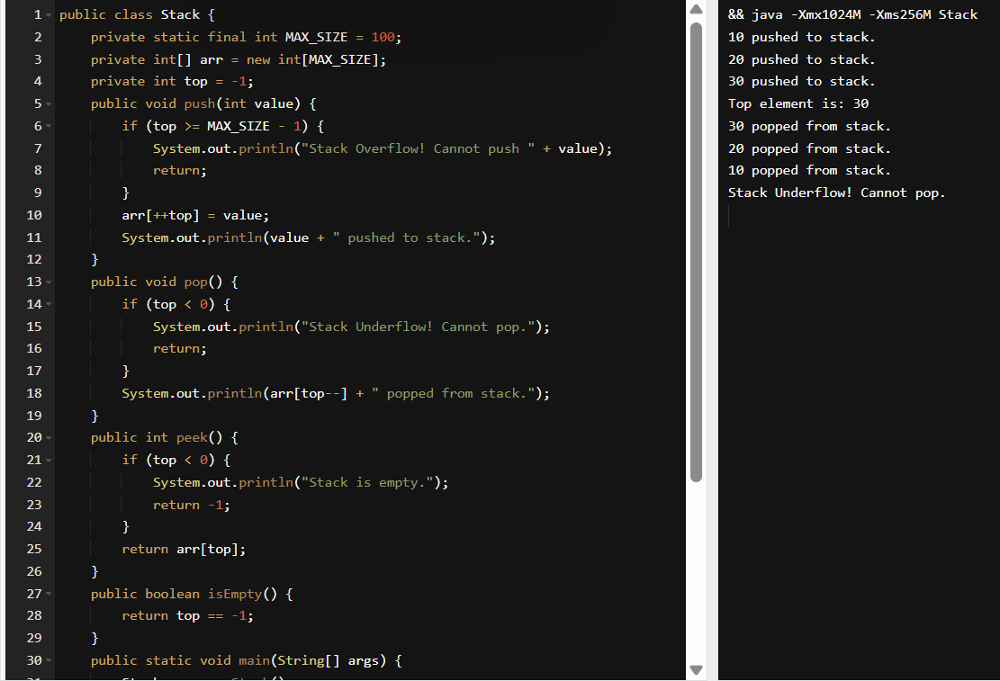 1 public class Stack {
2     private static final int MAX_SIZE = 100;
3     private int[] arr = new int[MAX_SIZE];
4     private int top = -1;
5     public void push(int value) {
6         if (top >= MAX_SIZE - 1) {
7             System.out.println("Stack Overflow! Cannot push " + value);
8             return;
9         }
10         arr[++top] = value;
11         System.out.println(value + " pushed to stack.");
12     }
13     public void pop() {
14         if (top < 0) {
15             System.out.println("Stack Underflow! Cannot pop.");
16             return;
17         }
18         System.out.println(arr[top--] + " popped from stack.");
19     }
20     public int peek() {
21         if (top < 0) {
22             System.out.println("Stack is empty.");
23             return -1;
24         }
25         return arr[top];
26     }
27     public boolean isEmpty() {
28         return top == -1;
29     }
30     public static void main(String[] args) {
&& java -Xmx1024M -Xms256M Stack
10 pushed to stack.
20 pushed to stack.
30 pushed to stack.
Top element is: 30
30 popped from stack.
20 popped from stack.
10 popped from stack.
Stack Underflow! Cannot pop.